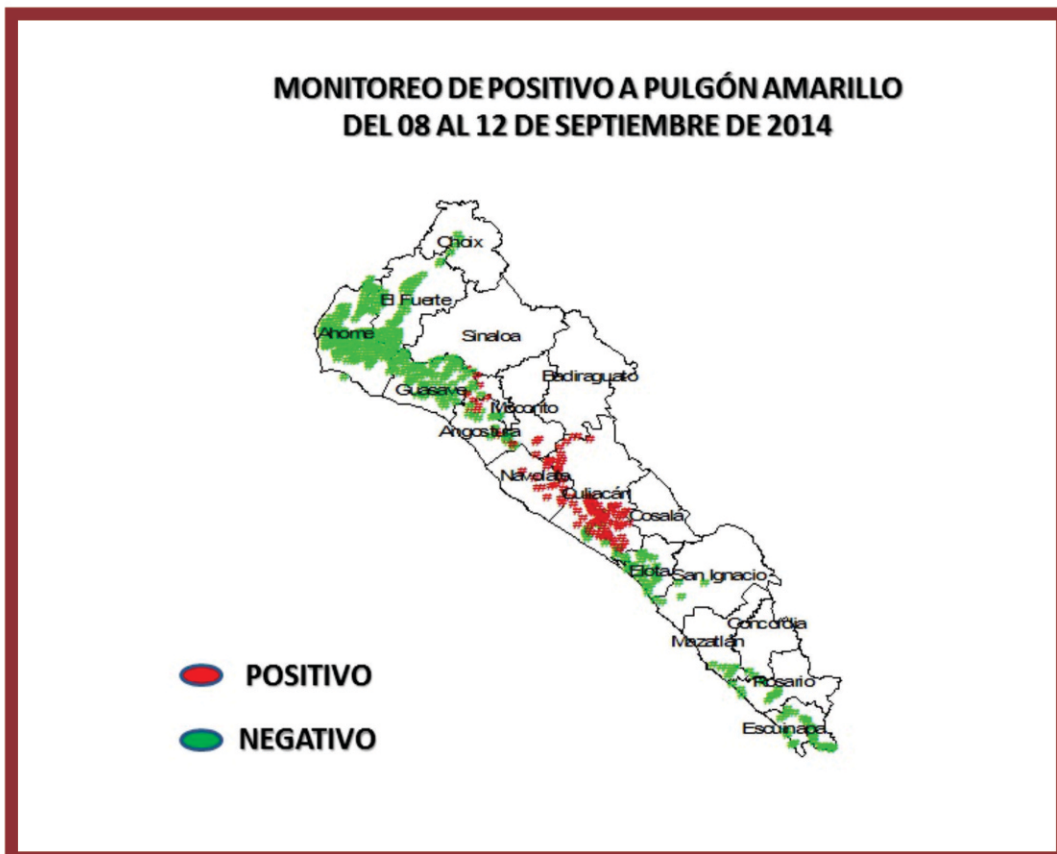 MONITOREO DE POSITIVO A PULGÓN AMARILLO
DEL 08 AL 12 DE SEPTIEMBRE DE 2014
Choix
El Fuerte
Ahome
Sinaloa
Badiraguato
Guasave
Mocorito
Angostura
Navolata
Culiacán
Cosalá
Elota
San Ignacio
Concordia
Mazatlán
Rosario
Escuinapa
POSITIVO
NEGATIVO